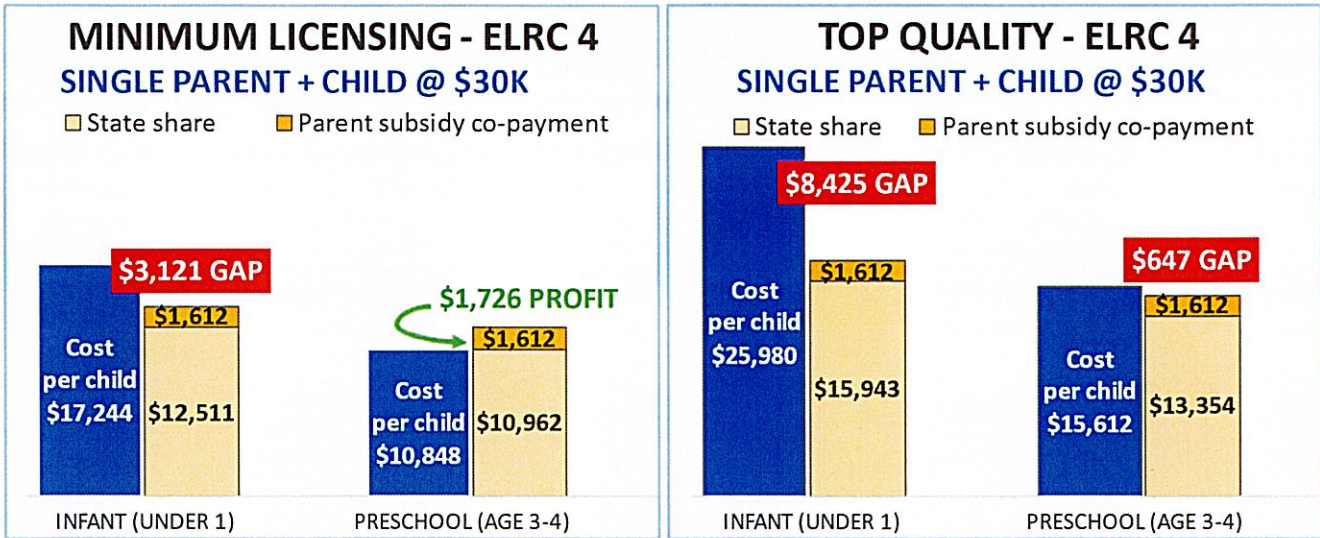 MINIMUM LICENSING - ELRC 4
SINGLE PARENT + CHILD @ $30K
State share
Parent subsidy co-payment
$3,121 GAP
$1,612
Cost
per child
$17,244
$12,511
$1,726 PROFIT
$1,612
Cost
per child
$10,848
$10,962
INFANT (UNDER 1)
PRESCHOOL (AGE 3-4)
TOP QUALITY - ELRC 4
SINGLE PARENT + CHILD @ $30K
State share
Parent subsidy co-payment
$8,425 GAP
$1,612
Cost
per child
$25,980
$15,943
$647 GAP
$1,612
Cost
per child
$15,612
$13,354
INFANT (UNDER 1)
PRESCHOOL (AGE 3-4)